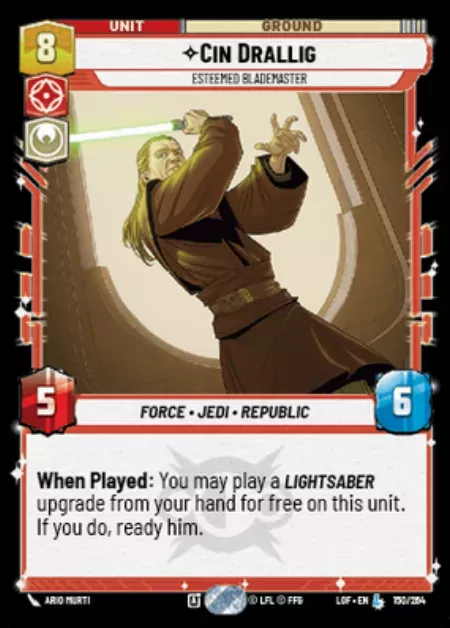 UNIT GROUND
8
CIN DRALLIG
ESTEEMED BLADEMASTER
5
6
FORCE • JEDI • REPUBLIC
When Played: You may play a LIGHTSABER
upgrade from your hand for free on this unit.
If you do, ready him.
ARIO MURTI A © LFL © FFG LOF • EN 150/264